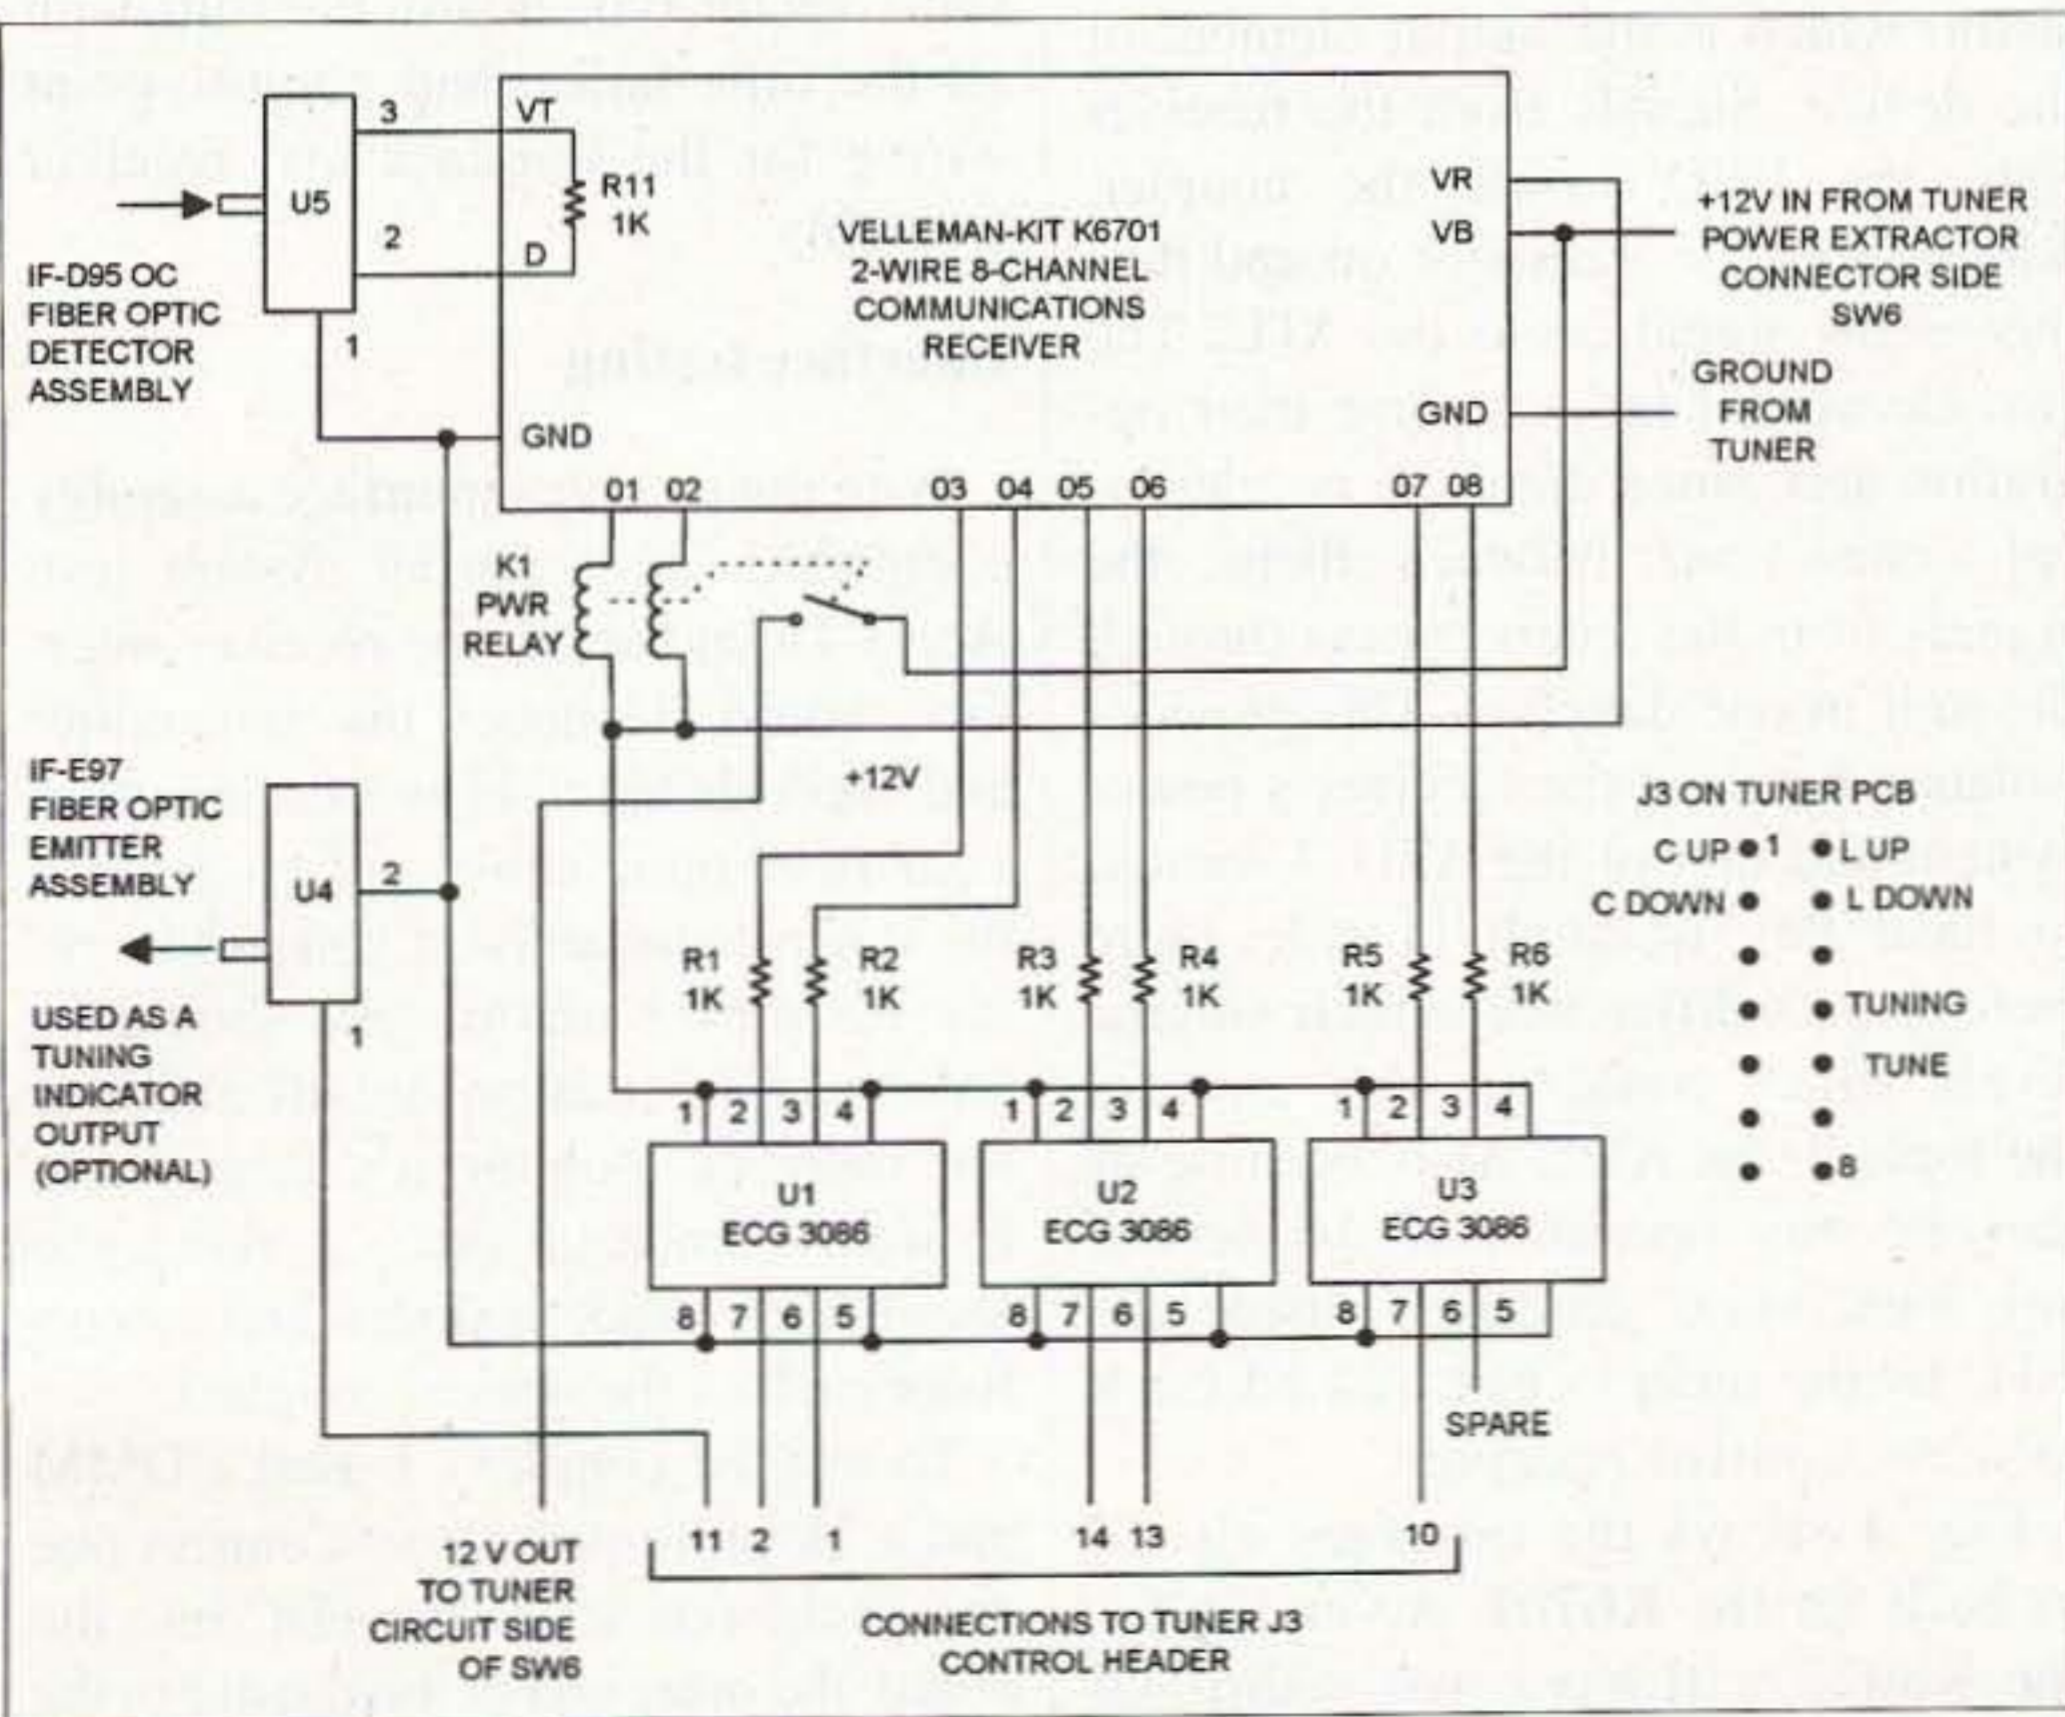 3
VT
U5
R11
1K
2
D
IF-D95 OC
FIBER OPTIC
DETECTOR
ASSEMBLY
1
GND
VELLEMAN-KIT K6701
2-WIRE 8-CHANNEL
COMMUNICATIONS
RECEIVER
VR
VB
GND
+12V IN FROM TUNER
POWER EXTRACTOR
CONNECTOR SIDE
SW6
GROUND
FROM
TUNER
01 02 03 04 05 06 07 08
K1
PWR
RELAY
+12V
IF-E97
FIBER OPTIC
EMITTER
ASSEMBLY
U4
2
1
USED AS A
TUNING
INDICATOR
OUTPUT
(OPTIONAL)
R1
1K
R2
1K
R3
1K
R4
1K
R5
1K
R6
1K
J3 ON TUNER PCB
C UP 1 L UP
C DOWN L DOWN
TUNING
TUNE
8
1 2 3 4 1 2 3 4 1 2 3 4
U1
ECG 3086
U2
ECG 3086
U3
ECG 3086
8 7 6 5 8 7 6 5 8 7 6 5
SPARE
11 2 1 14 13 10
12 V OUT
TO TUNER
CIRCUIT SIDE
OF SW6
CONNECTIONS TO TUNER J3
CONTROL HEADER